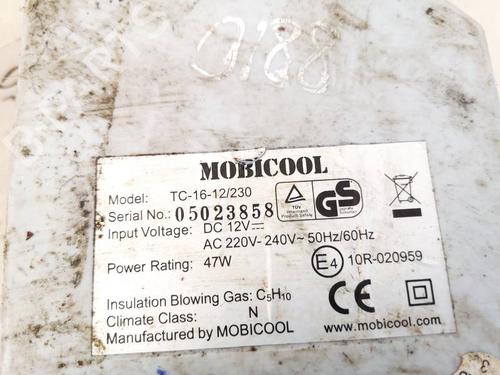 0188
MOBICOOL
Model: TC-16-12/230
Serial No.: 05023858
Input Voltage: DC 12V⎓
AC 220V- 240V~50Hz/60Hz
Power Rating: 47W
TÜV
GS
E4 10R-020959
Insulation Blowing Gas: C5H10
Climate Class: N
Manufactured by MOBICOOL
CE
www.mobicool.com